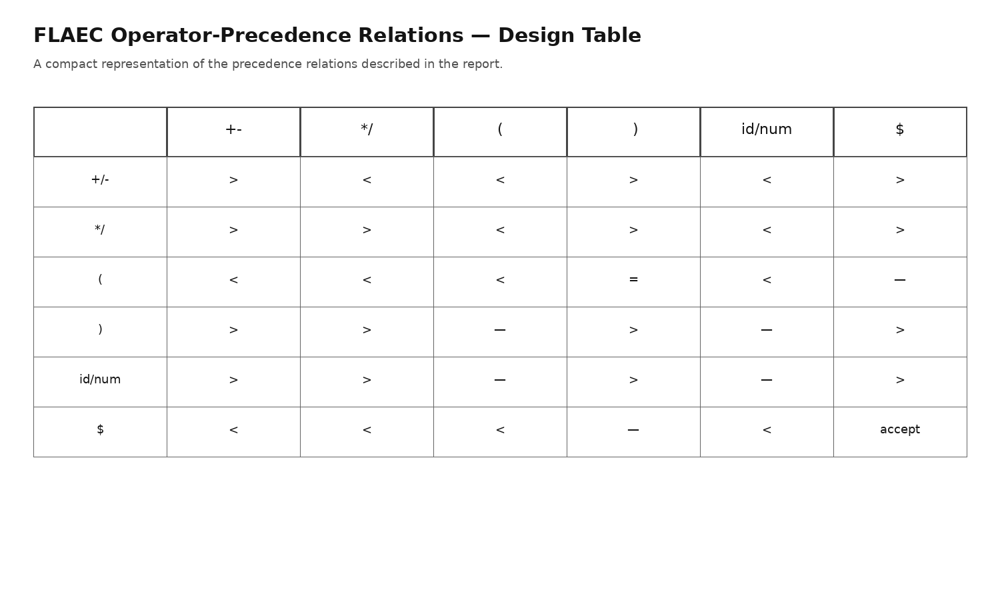 FLAEC Operator-Precedence Relations — Design Table
A compact representation of the precedence relations described in the report.
+- */ ( ) id/num $
+/- > < < > < >
*/ > > < > < >
( < < < = < —
) > > — > — >
id/num > > — > — >
$ < < < — < accept